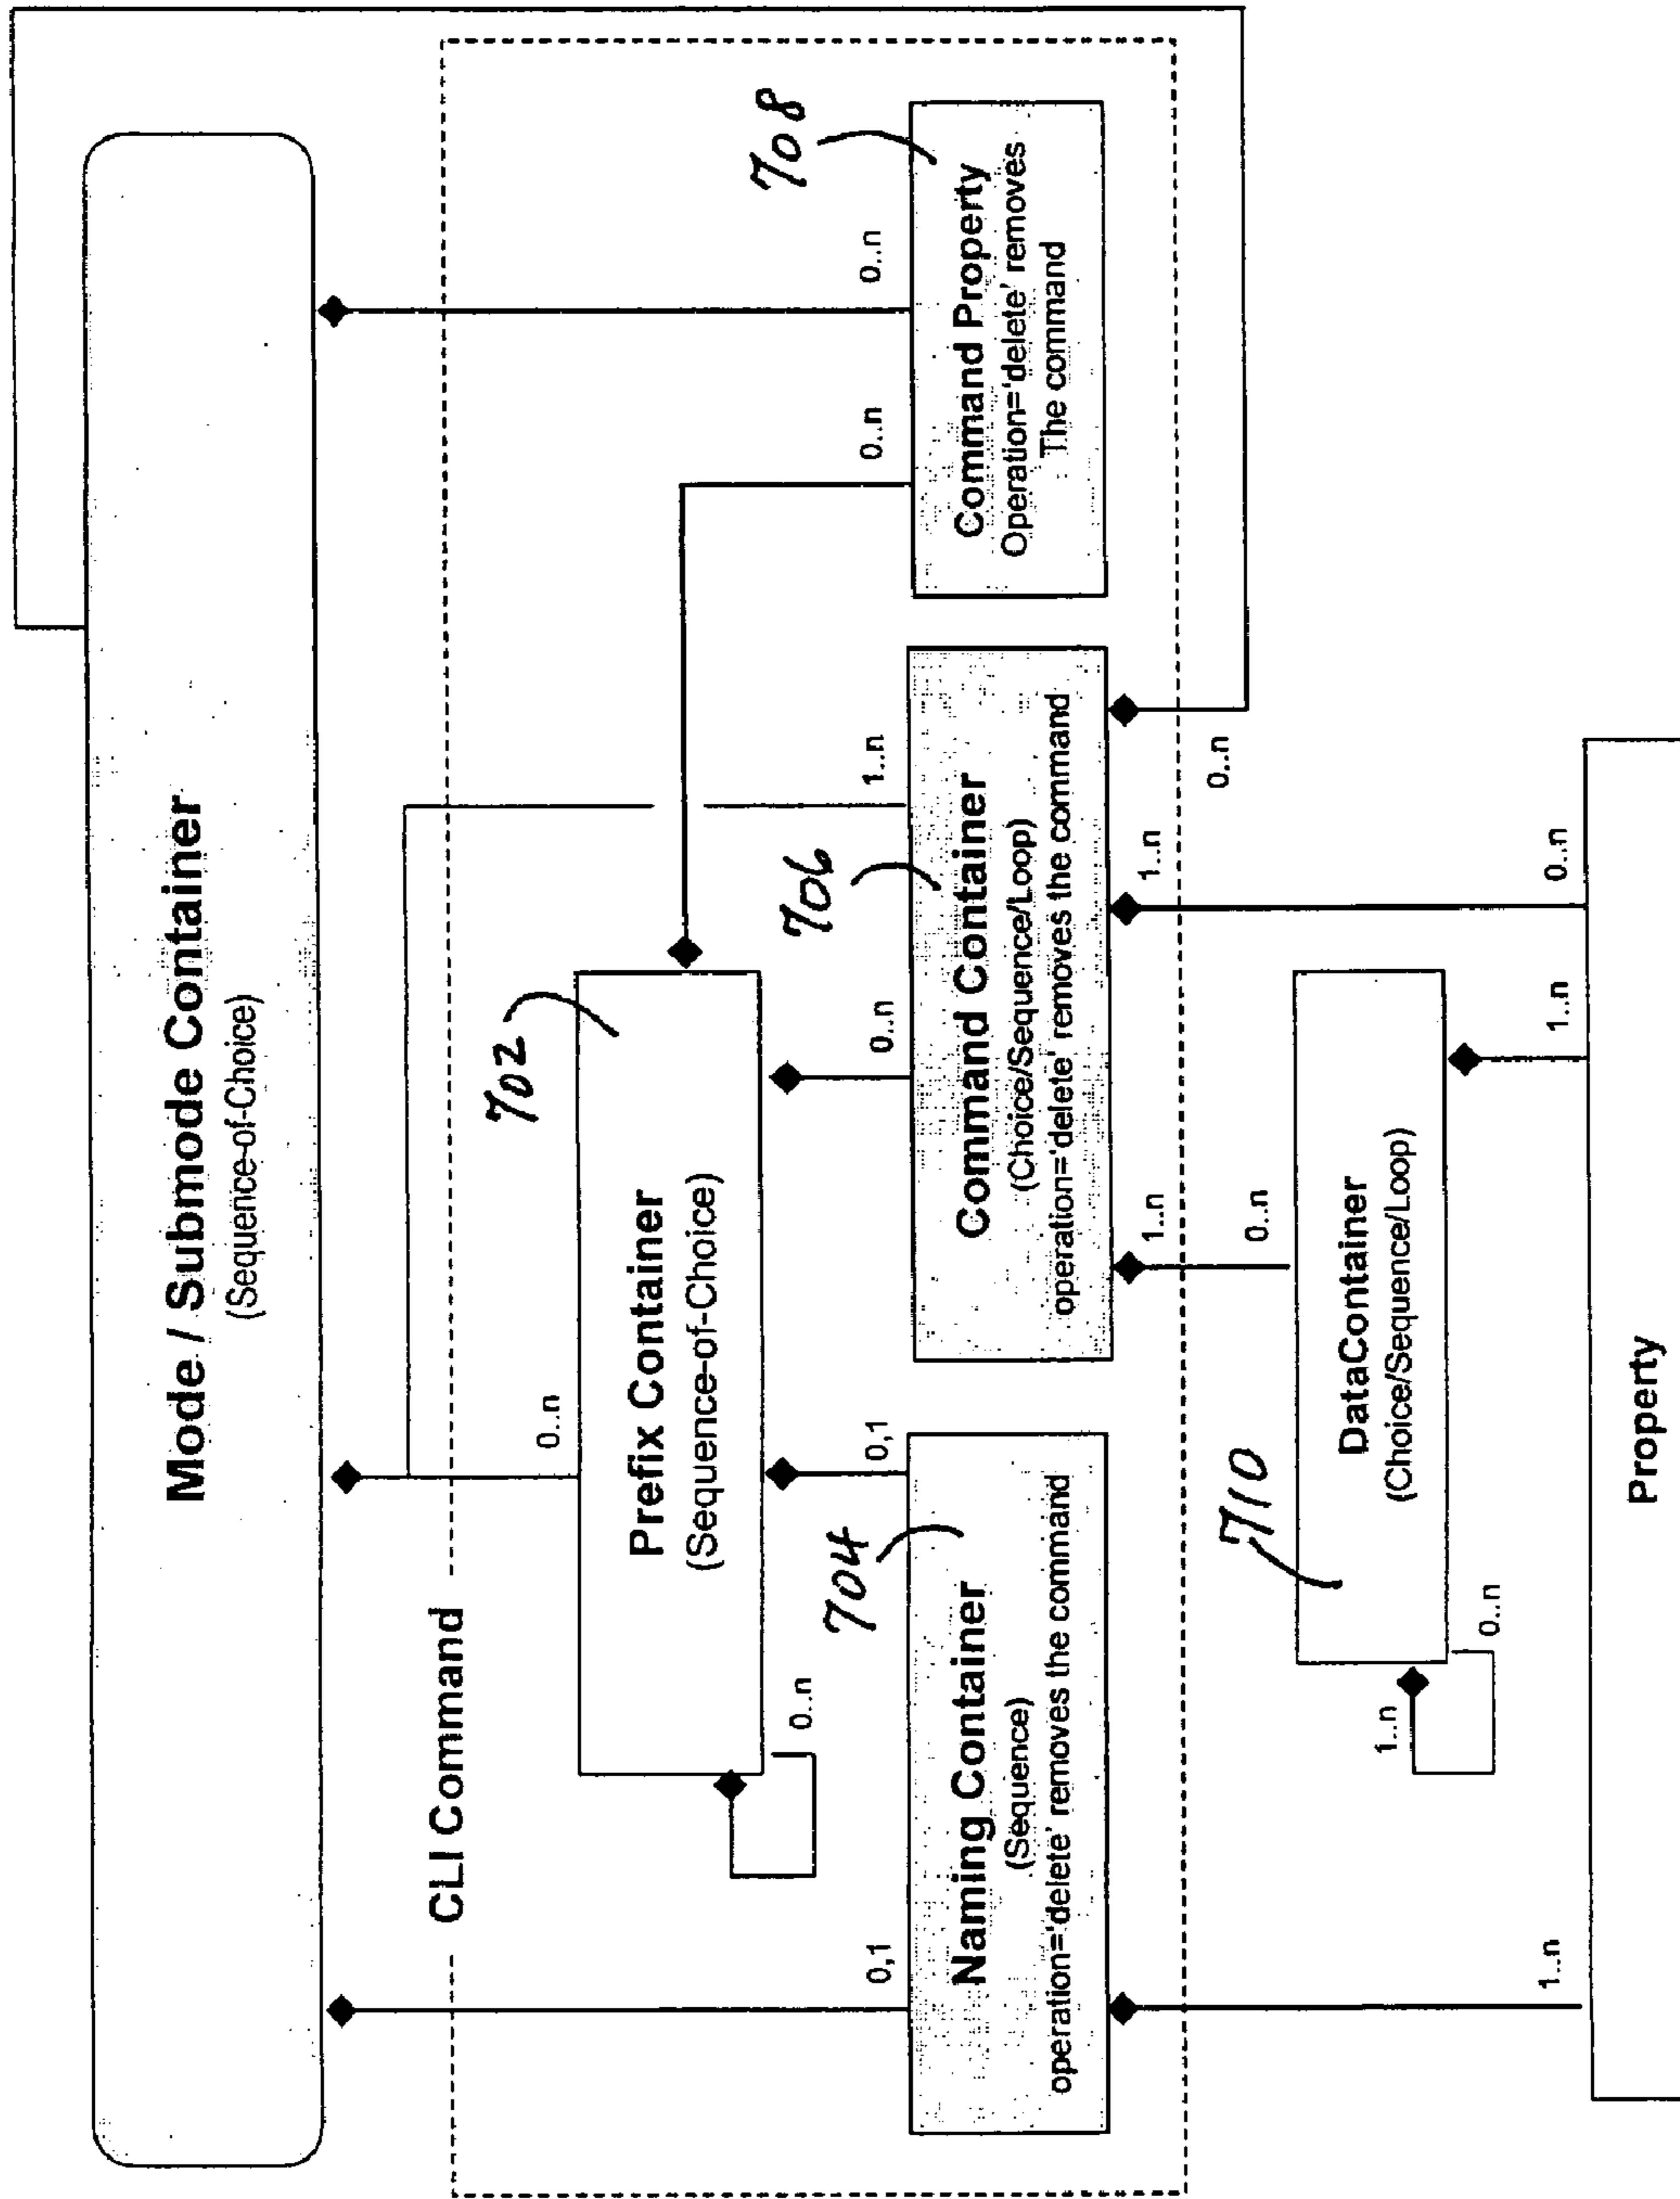 Mode / Submode Container
(Sequence-of-Choice)
CLI Command
0..n
702
Prefix Container
(Sequence-of-Choice)
0..n
0,1
0,1
0..n
1..n
0..n
0..n
704
706
708
Naming Container
(Sequence)
operation='delete' removes the command
Command Container
(Choice/Sequence/Loop)
operation='delete' removes the command
Command Property
Operation='delete' removes
The command
1..n
1..n
0..n
710
0..n
DataContainer
(Choice/Sequence/Loop)
1..n
0..n
1..n
1..n
0..n
Property